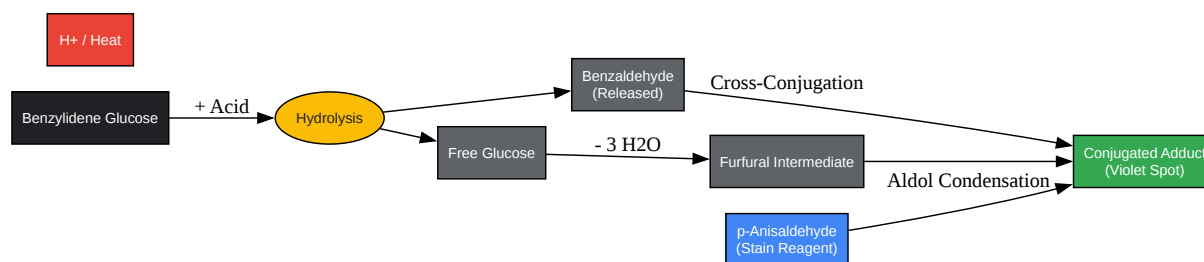 H+ / Heat
Benzylidene Glucose
+ Acid
Hydrolysis
Benzaldehyde
(Released)
Cross-Conjugation
Free Glucose
- 3 H2O
Furfural Intermediate
Aldol Condensation
Conjugated Adduct
(Violet Spot)
p-Anisaldehyde
(Stain Reagent)